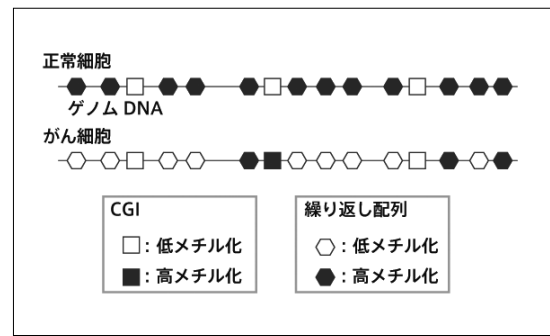 正常細胞
ゲノム DNA
がん細胞
CGI
□：低メチル化
■：高メチル化
繰り返し配列
⬡：低メチル化
⬢：高メチル化